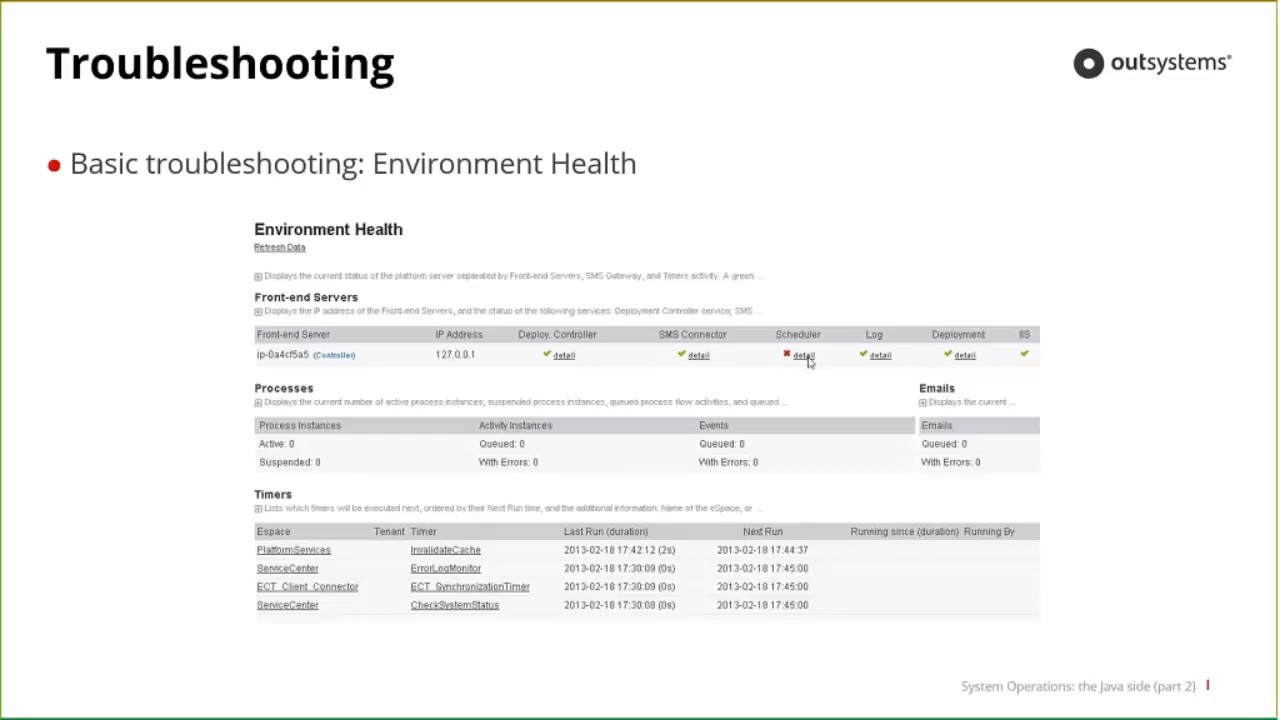 Troubleshooting
outsystems®
● Basic troubleshooting: Environment Health
Environment Health
Refresh Data
Displays the current status of the platform server separated by Front-end Servers, SMS Gateway, and Timers activity. A green ...
Front-end Servers
Displays the IP address of the Front-end Servers, and the status of the following services: Deployment Controller service; SMS ...
Front-end Server IP Address Deploy. Controller SMS Connector Scheduler Log Deployment IIS
ip-0a4cf5a5 (Controller) 127.0.0.1 detail detail detail detail detail
Processes Emails
Displays the current number of active process instances, suspended process instances, queued process flow activities, and queued ... Displays the current ...
Process Instances Activity Instances Events Emails
Active: 0 Queued: 0 Queued: 0 Queued: 0
Suspended: 0 With Errors: 0 With Errors: 0 With Errors: 0
Timers
Lists which timers will be executed next, ordered by their Next Run time, and the additional information. Name of the eSpace, or ...
Espace Tenant Timer Last Run (duration) Next Run Running since (duration) Running By
PlatformServices InvalidateCache 2013-02-18 17:42:12 (2s) 2013-02-18 17:44:37
ServiceCenter ErrorLogMonitor 2013-02-18 17:30:09 (0s) 2013-02-18 17:45:00
ECT_Client_Connector ECT_SynchronizationTimer 2013-02-18 17:30:09 (0s) 2013-02-18 17:45:00
ServiceCenter CheckSystemStatus 2013-02-18 17:30:08 (0s) 2013-02-18 17:45:00
System Operations: the Java side (part 2)